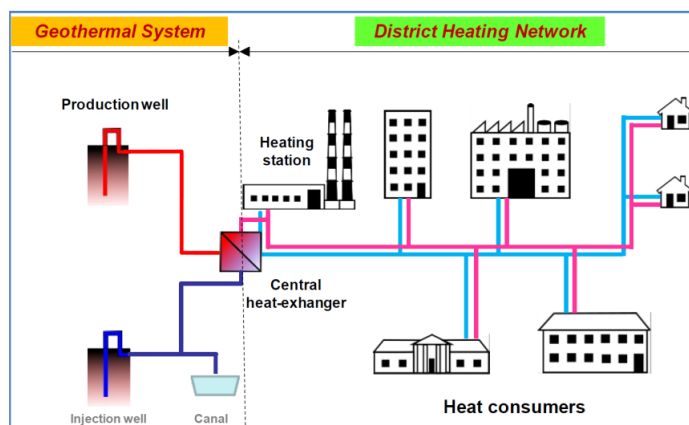 Geothermal System
District Heating Network
Production well
Heating
station
Central
heat-exhanger
Injection well
Canal
Heat consumers